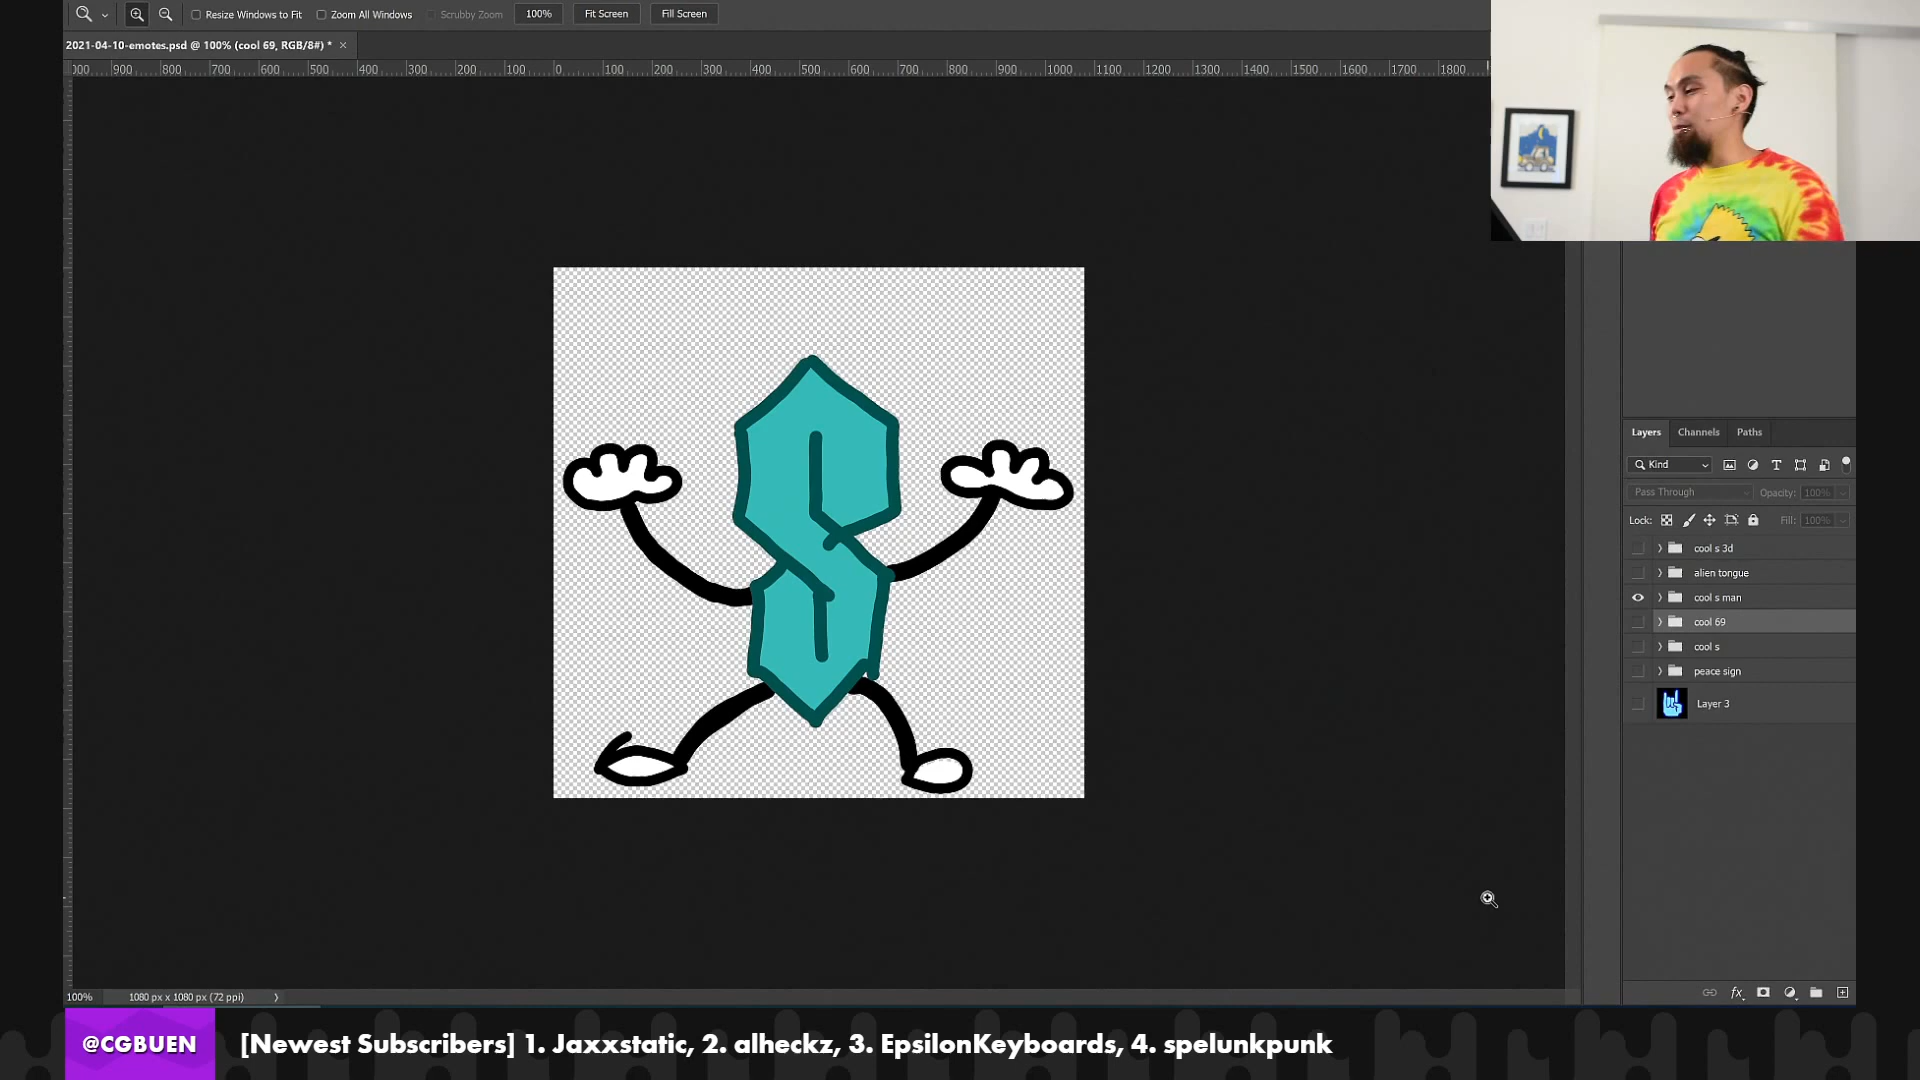 Resize Windows to Fit
Zoom All Windows
Scrubby Zoom
100%
Fit Screen
Fill Screen
2021-04-10-emotes.psd @ 100% (cool 69, RGB/8#) * ×
900 800 700 600 500 400 300 200 100 0 100 200 300 400 500 600 700 800 900 1000 1100 1200 1300 1400 1500 1600 1700 1800
Layers Channels Paths
Kind
Pass Through Opacity: 100%
Lock: Fill: 100%
cool s 3d
alien tongue
cool s man
cool 69
cool s
peace sign
Layer 3
fx
100% 1080 px x 1080 px (72 ppi)
@CGBUEN
[Newest Subscribers] 1. Jaxxstatic, 2. alheckz, 3. EpsilonKeyboards, 4. spelunkpunk